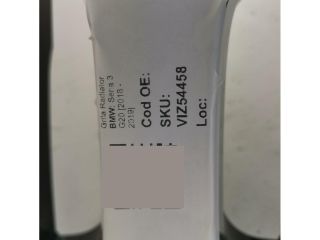 Grila Radiator
BMW: Seria 3
G20 [2018 -
2019]
Cod OE:
SKU:
VIZ54458
Loc: